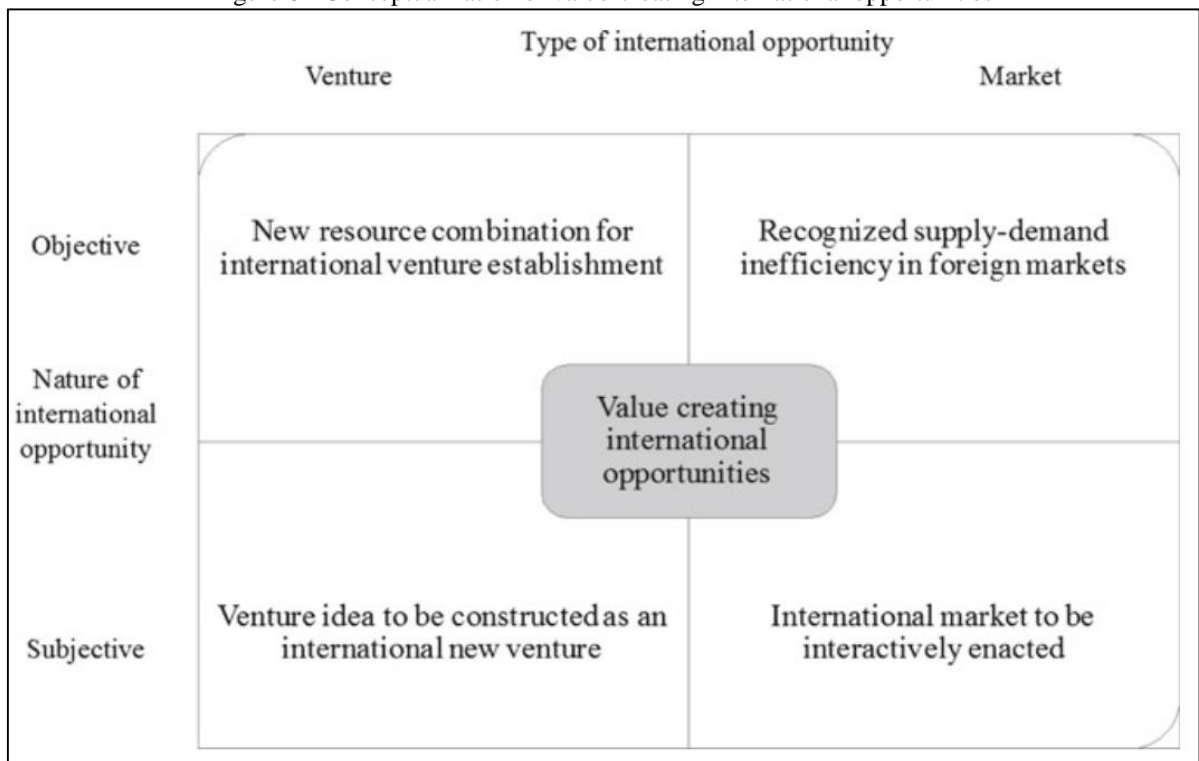 Type of international opportunity
Venture Market
Objective
New resource combination for
international venture establishment
Recognized supply-demand
inefficiency in foreign markets
Nature of
international
opportunity
Value creating
international
opportunities
Subjective
Venture idea to be constructed as an
international new venture
International market to be
interactively enacted